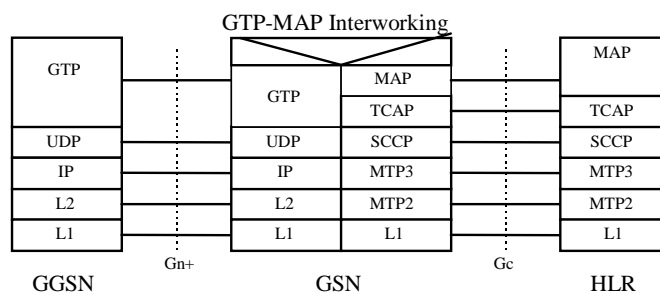 GTP-MAP Interworking
GTP
GTP
MAP
MAP
TCAP
TCAP
UDP
UDP
SCCP
SCCP
IP
IP
MTP3
MTP3
L2
L2
MTP2
MTP2
L1
L1
L1
L1
Gn+
Gc
GGSN
GSN
HLR